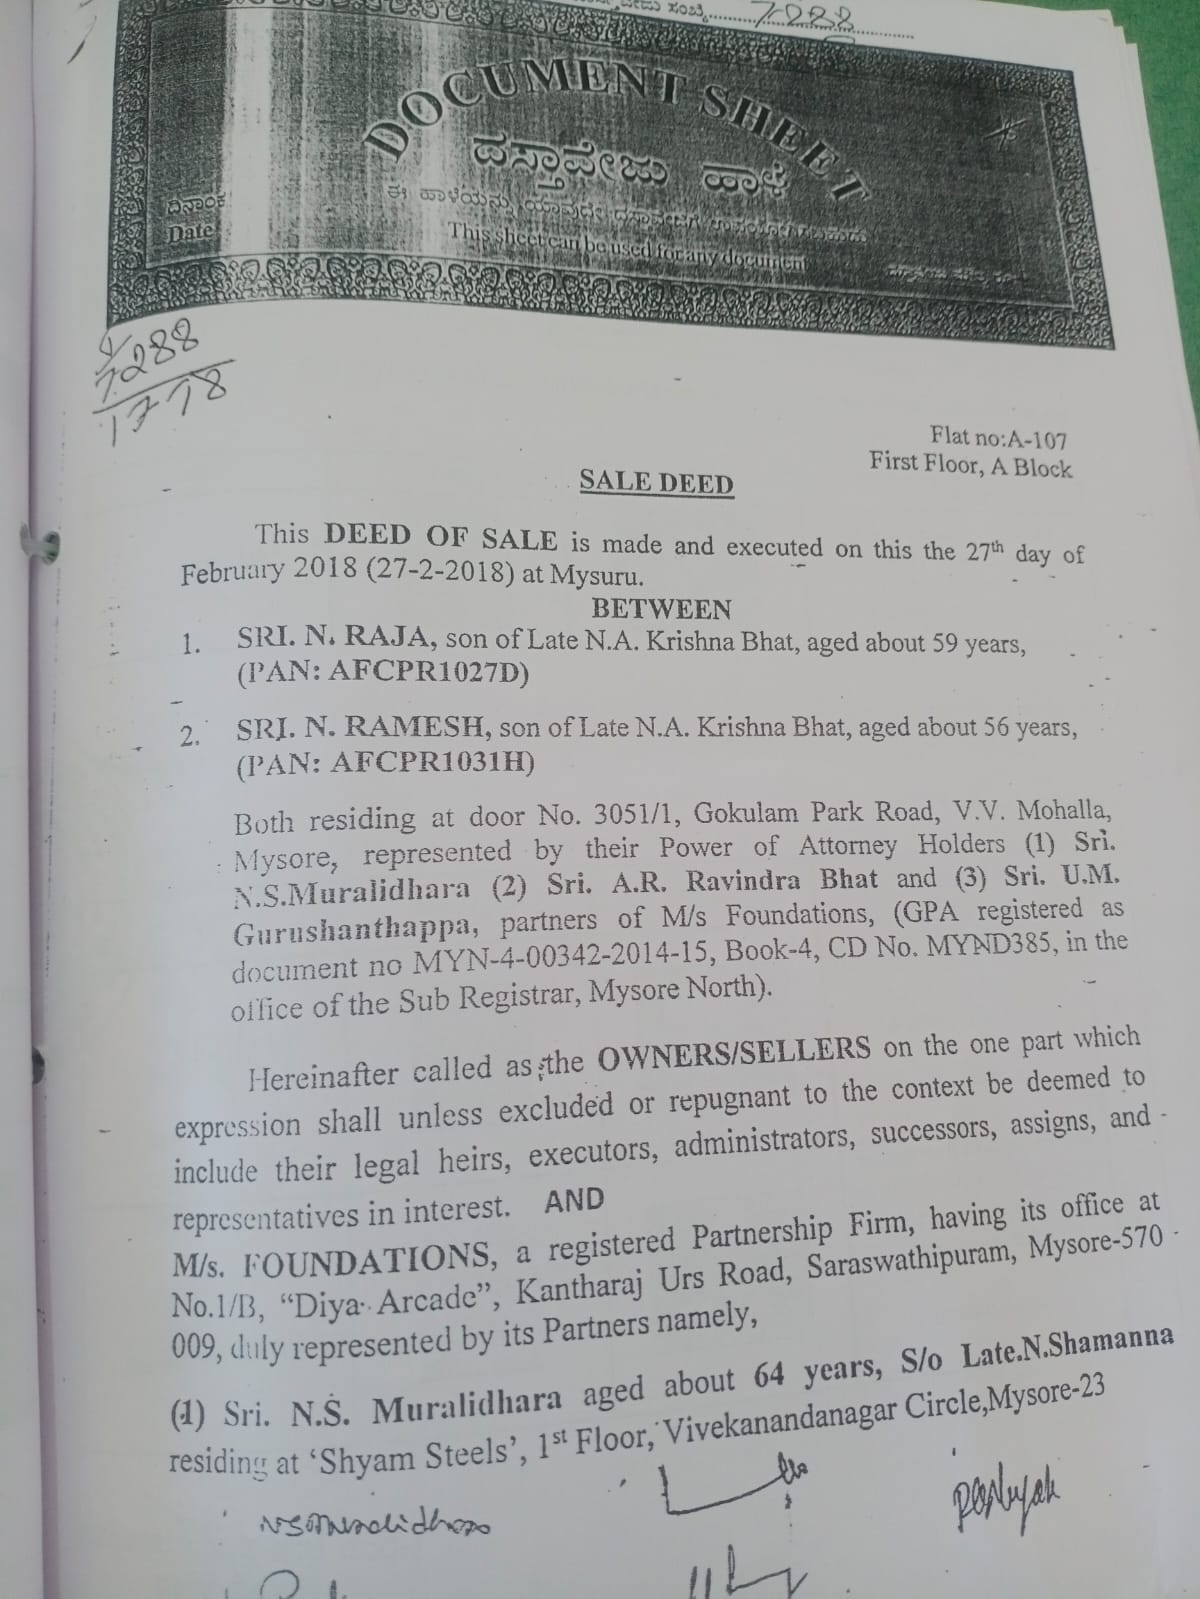 7288
DOCUMENT SHEET
ದಸ್ತಾವೇಜು ಹಾಳೆ
ಈ ಹಾಳೆಯನ್ನು ಯಾವುದೇ
ದಿನಾಂಕ
Date
This sheet can be used for any document
7288
1778
Flat no:A-107
First Floor, A Block
SALE DEED
This DEED OF SALE is made and executed on this the 27th day of
February 2018 (27-2-2018) at Mysuru.
BETWEEN
1. SRI. N. RAJA, son of Late N.A. Krishna Bhat, aged about 59 years,
(PAN: AFCPR1027D)
2. SRI. N. RAMESH, son of Late N.A. Krishna Bhat, aged about 56 years,
(PAN: AFCPR1031H)
Both residing at door No. 3051/1, Gokulam Park Road, V.V. Mohalla,
Mysore, represented by their Power of Attorney Holders (1) Sri.
N.S.Muralidhara (2) Sri. A.R. Ravindra Bhat and (3) Sri. U.M.
Gurushanthappa, partners of M/s Foundations, (GPA registered as
document no MYN-4-00342-2014-15, Book-4, CD No. MYND385, in the
office of the Sub Registrar, Mysore North).
Hereinafter called as the OWNERS/SELLERS on the one part which
expression shall unless excluded or repugnant to the context be deemed to
include their legal heirs, executors, administrators, successors, assigns, and
representatives in interest. AND
M/s. FOUNDATIONS, a registered Partnership Firm, having its office at
No.1/B, “Diya Arcade”, Kantharaj Urs Road, Saraswathipuram, Mysore-570
009, duly represented by its Partners namely,
(1) Sri. N.S. Muralidhara aged about 64 years, S/o Late.N.Shamanna
residing at ‘Shyam Steels’, 1st Floor, Vivekanandanagar Circle,Mysore-23